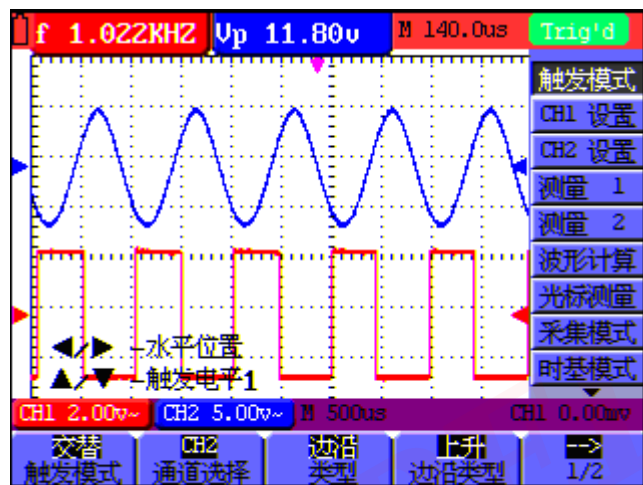 f 1.022KHZ Vp 11.80v M 140.0us Trig'd
触发模式
CH1 设置
CH2 设置
测量 1
测量 2
波形计算
光标测量
采集模式
时基模式
◀/▶ -水平位置
▲/▼ -触发电平1
CH1 2.00v~ CH2 5.00v~ M 500us CH1 0.00mv
交替 CH2 边沿 上升 -->
触发模式 通道选择 类型 边沿类型 1/2